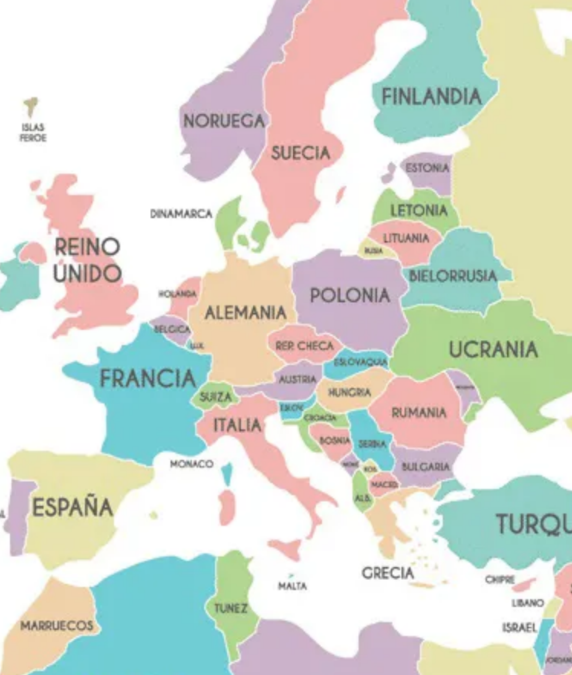 ISLAS
FEROE
NORUEGA
SUECIA
FINLANDIA
ESTONIA
LETONIA
LITUANIA
RUSIA
DINAMARCA
REINO
UNIDO
BIELORRUSIA
HOLANDA
ALEMANIA
POLONIA
BELGICA
LUX.
REP. CHECA
UCRANIA
ESLOVAQUIA
FRANCIA
SUIZA
AUSTRIA
HUNGRIA
RUMANIA
ITALIA
ESLOV.
CROACIA
BOSNIA
SERBIA
MONACO
MONT.
KOS.
BULGARIA
MACED.
ALB.
ESPAÑA
GRECIA
TURQU
MALTA
CHIPRE
LIBANO
ISRAEL
TUNEZ
MARRUECOS